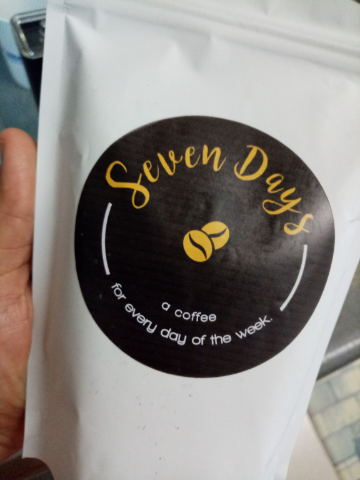 Seven Days
a coffee
for every day of the week.